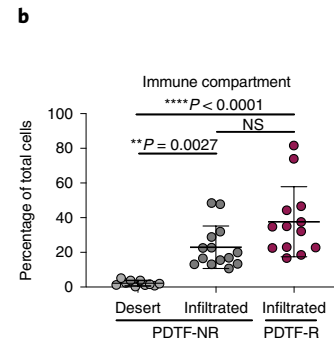 b
Immune compartment
****P < 0.0001
NS
**P = 0.0027
Percentage of total cells
100
80
60
40
20
0
Desert Infiltrated Infiltrated
PDTF-NR PDTF-R